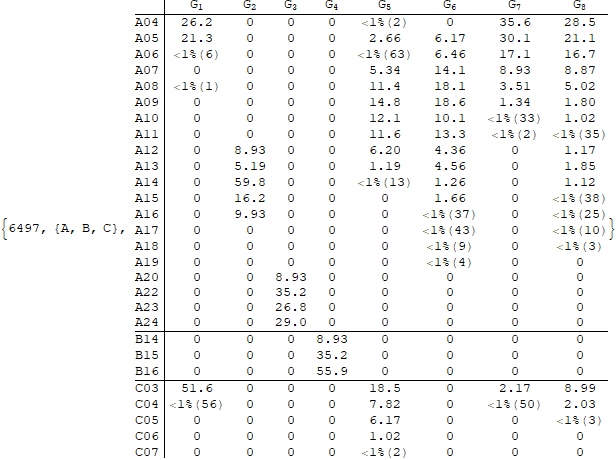 G1 G2 G3 G4 G5 G6 G7 G8
A04 26.2 0 0 0 <1%(2) 0 35.6 28.5
A05 21.3 0 0 0 2.66 6.17 30.1 21.1
A06 <1%(6) 0 0 0 <1%(63) 6.46 17.1 16.7
A07 0 0 0 0 5.34 14.1 8.93 8.87
A08 <1%(1) 0 0 0 11.4 18.1 3.51 5.02
A09 0 0 0 0 14.8 18.6 1.34 1.80
A10 0 0 0 0 12.1 10.1 <1%(33) 1.02
A11 0 0 0 0 11.6 13.3 <1%(2) <1%(35)
A12 0 8.93 0 0 6.20 4.36 0 1.17
A13 0 5.19 0 0 1.19 4.56 0 1.85
A14 0 59.8 0 0 <1%(13) 1.26 0 1.12
A15 0 16.2 0 0 0 1.66 0 <1%(38)
A16 0 9.93 0 0 0 <1%(37) 0 <1%(25)
{6497, {A, B, C}, A17 0 0 0 0 0 <1%(43) 0 <1%(10)}
A18 0 0 0 0 0 <1%(9) 0 <1%(3)
A19 0 0 0 0 0 <1%(4) 0 0
A20 0 0 8.93 0 0 0 0 0
A22 0 0 35.2 0 0 0 0 0
A23 0 0 26.8 0 0 0 0 0
A24 0 0 29.0 0 0 0 0 0
B14 0 0 0 8.93 0 0 0 0
B15 0 0 0 35.2 0 0 0 0
B16 0 0 0 55.9 0 0 0 0
C03 51.6 0 0 0 18.5 0 2.17 8.99
C04 <1%(56) 0 0 0 7.82 0 <1%(50) 2.03
C05 0 0 0 0 6.17 0 0 <1%(3)
C06 0 0 0 0 1.02 0 0 0
C07 0 0 0 0 <1%(2) 0 0 0